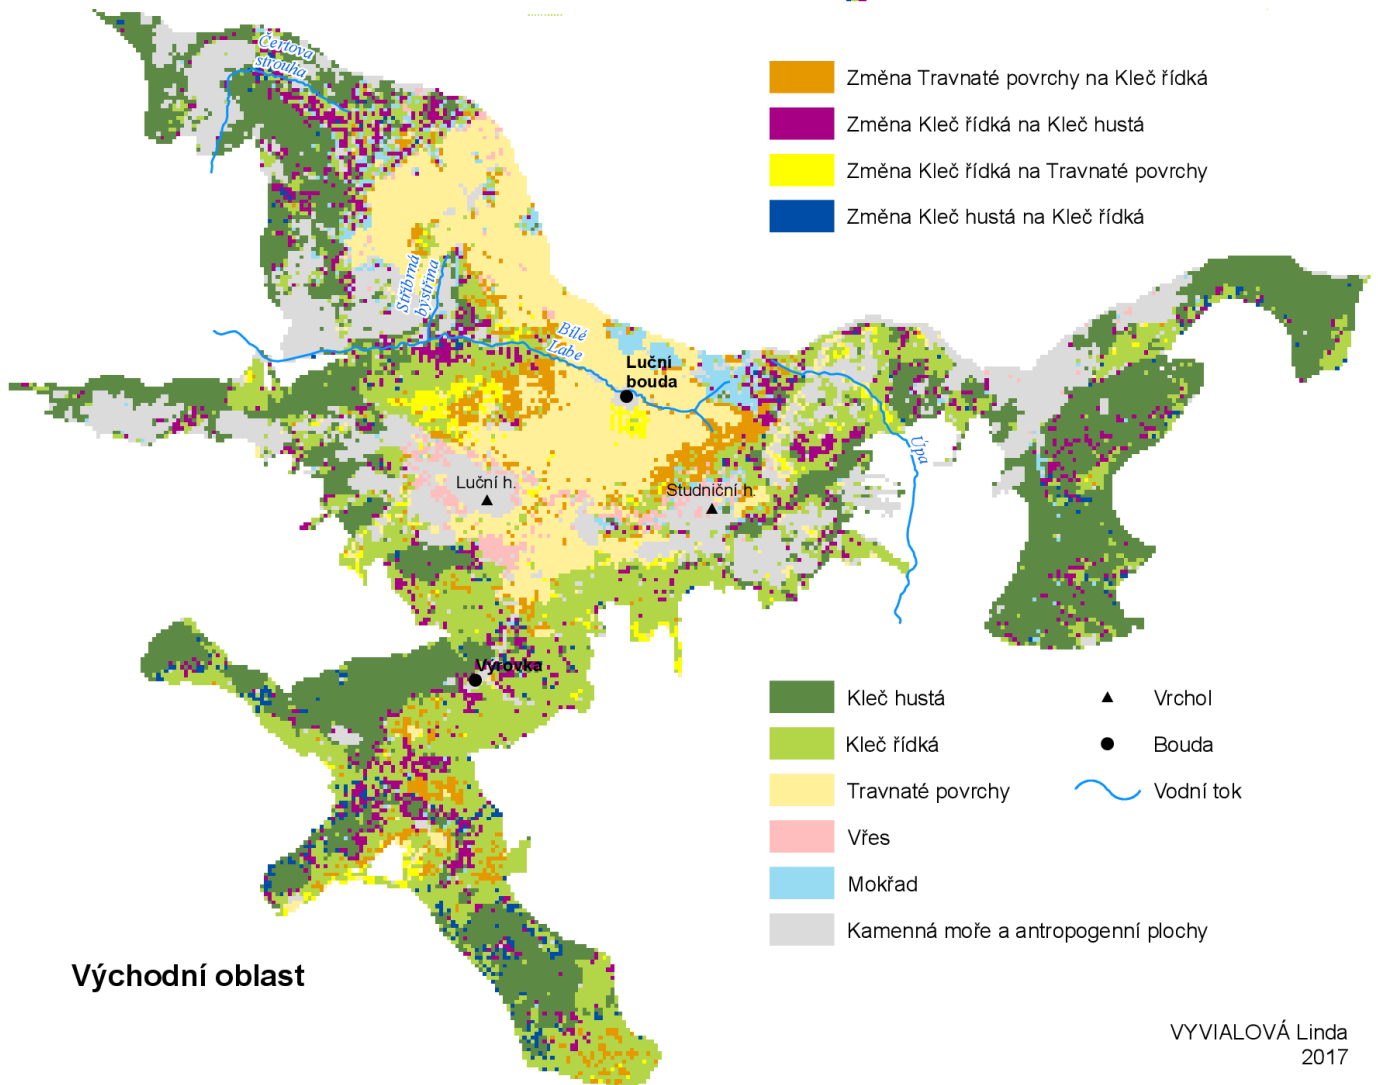 Čertova
strouha
Změna Travnaté povrchy na Kleč řídká
Změna Kleč řídká na Kleč hustá
Změna Kleč řídká na Travnaté povrchy
Změna Kleč hustá na Kleč řídká
Stříbrná
bystřina
Bílé
Labe
Luční
bouda
Úpa
Luční h.
Studniční h.
Výrovka
Kleč hustá
Kleč řídká
Travnaté povrchy
Vřes
Mokřad
Kamenná moře a antropogenní plochy
Vrchol
Bouda
Vodní tok
Východní oblast
VYVIALOVÁ Linda
2017